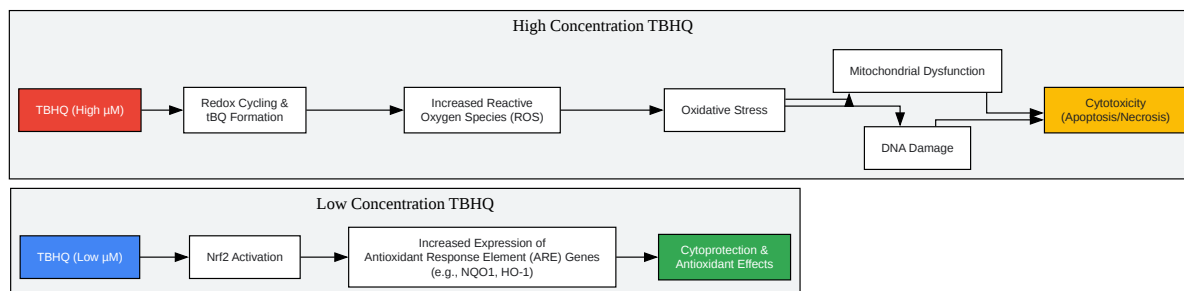 High Concentration TBHQ
TBHQ (High µM)
Redox Cycling &
tBQ Formation
Increased Reactive
Oxygen Species (ROS)
Oxidative Stress
Mitochondrial Dysfunction
DNA Damage
Cytotoxicity
(Apoptosis/Necrosis)
Low Concentration TBHQ
TBHQ (Low µM)
Nrf2 Activation
Increased Expression of
Antioxidant Response Element (ARE) Genes
(e.g., NQO1, HO-1)
Cytoprotection &
Antioxidant Effects